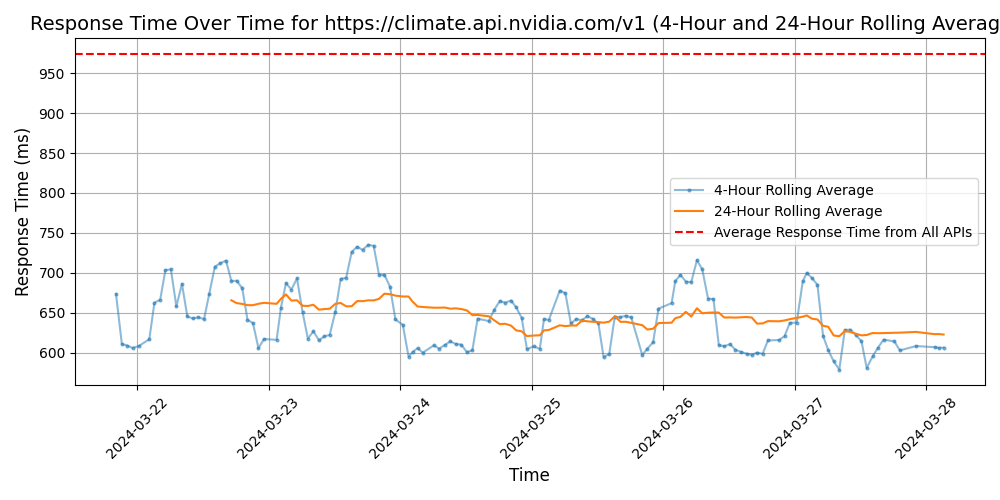 Response Time Over Time for https://climate.api.nvidia.com/v1 (4-Hour and 24-Hour Rolling Averag
Response Time (ms)
950
900
850
800
750
700
650
600
4-Hour Rolling Average
24-Hour Rolling Average
Average Response Time from All APIs
2024-03-22
2024-03-23
2024-03-24
2024-03-25
2024-03-26
2024-03-27
2024-03-28
Time